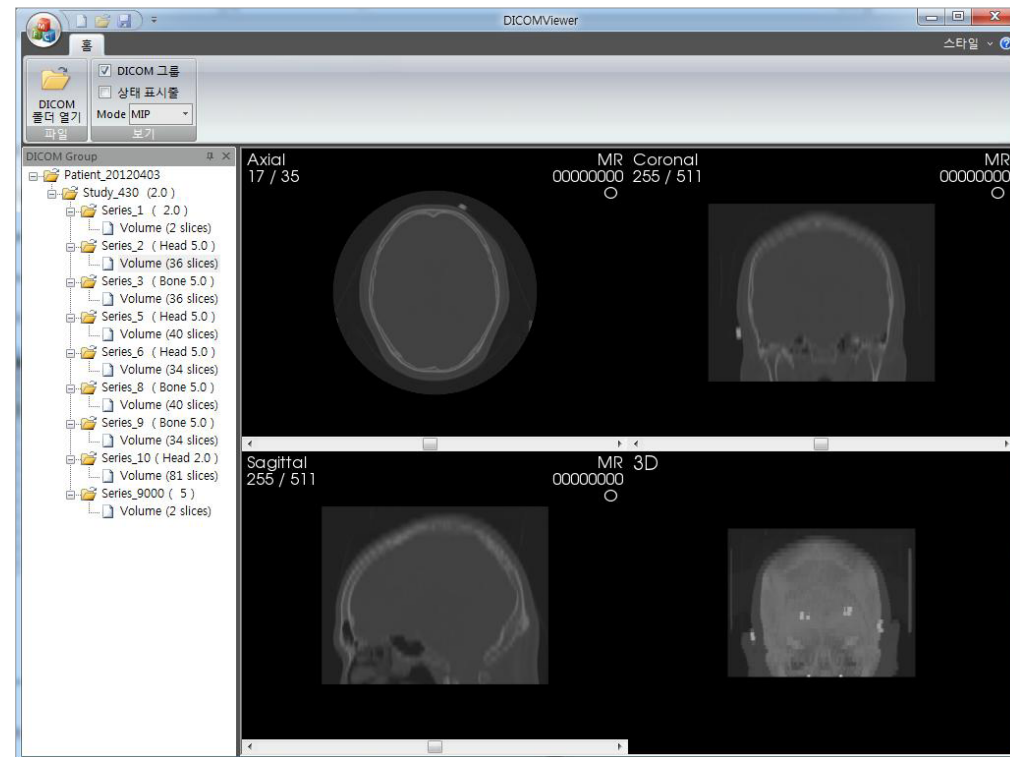 DICOMViewer
홈
스타일
DICOM
폴더 열기
파일
DICOM 그룹
상태 표시줄
Mode MIP
보기
DICOM Group
Patient_20120403
Study_430 (2.0 )
Series_1 ( 2.0 )
Volume (2 slices)
Series_2 ( Head 5.0 )
Volume (36 slices)
Series_3 ( Bone 5.0 )
Volume (36 slices)
Series_5 ( Head 5.0 )
Volume (40 slices)
Series_6 ( Head 5.0 )
Volume (34 slices)
Series_8 ( Bone 5.0 )
Volume (40 slices)
Series_9 ( Bone 5.0 )
Volume (34 slices)
Series_10 ( Head 2.0 )
Volume (81 slices)
Series_9000 ( 5 )
Volume (2 slices)
Axial MR
17 / 35 00000000
Coronal MR
255 / 511 00000000
Sagittal MR
255 / 511 00000000
3D